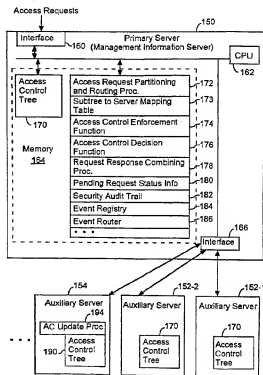 Access Requests
150
Interface
160
Primary Server
(Management Information Server)
CPU
162
Access
Control
Tree
170
Memory
164
Access Request Partitioning
and Routing Proc.
172
Subtree to Server Mapping
Table
173
Access Control Enforcement
Function
174
Access Control Decision
Function
176
Request Response Combining
Proc.
178
Pending Request Status Info
180
Security Audit Trail
182
Event Registry
184
Event Router
186
• • •
166
Interface
154
152-2
152-1
Auxiliary Server
194
AC Update Proc
190
Access
Control
Tree
Auxiliary Server
170
Access
Control
Tree
Auxiliary Server
170
Access
Control
Tree
• • •